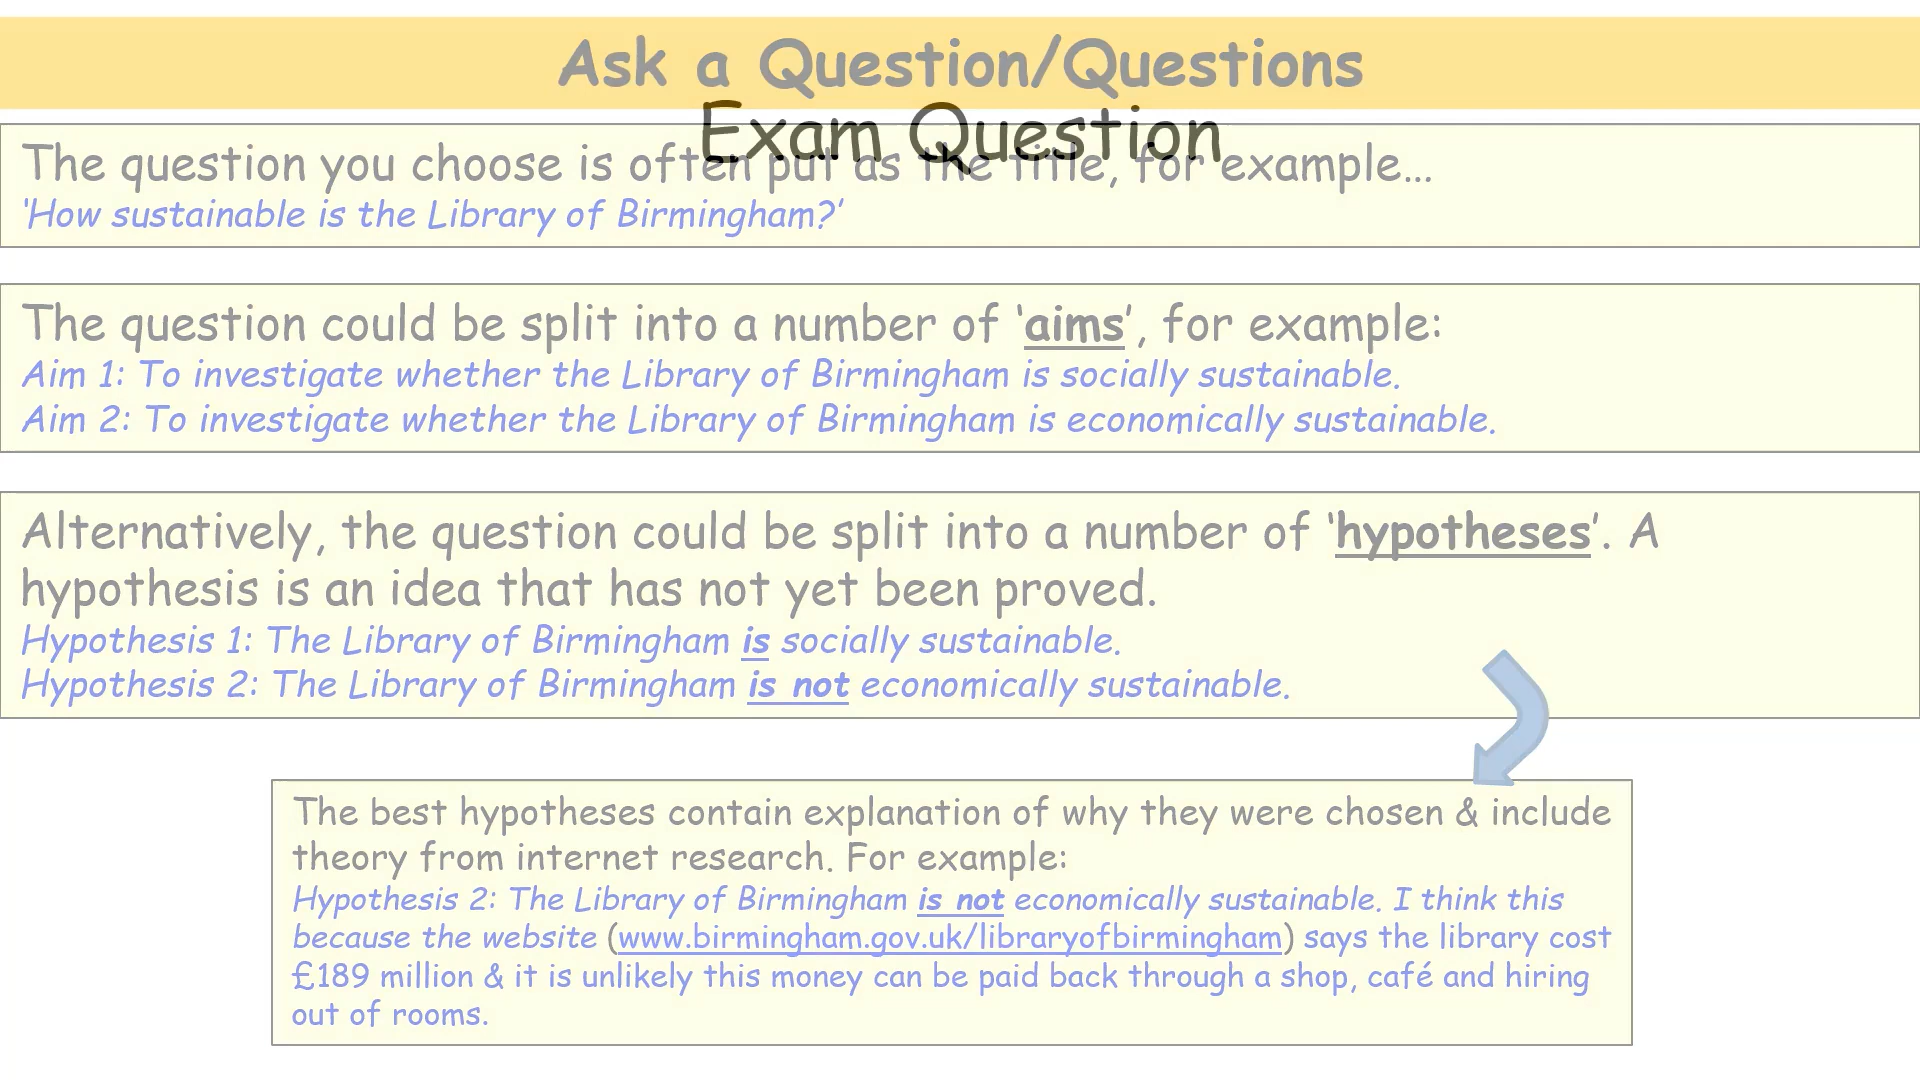 Ask a Question/Questions
Exam Question
The question you choose is often put as the title, for example...
‘How sustainable is the Library of Birmingham?’
The question could be split into a number of ‘aims’, for example:
Aim 1: To investigate whether the Library of Birmingham is socially sustainable.
Aim 2: To investigate whether the Library of Birmingham is economically sustainable.
Alternatively, the question could be split into a number of ‘hypotheses’. A
hypothesis is an idea that has not yet been proved.
Hypothesis 1: The Library of Birmingham is socially sustainable.
Hypothesis 2: The Library of Birmingham is not economically sustainable.
The best hypotheses contain explanation of why they were chosen & include
theory from internet research. For example:
Hypothesis 2: The Library of Birmingham is not economically sustainable. I think this
because the website (www.birmingham.gov.uk/libraryofbirmingham) says the library cost
£189 million & it is unlikely this money can be paid back through a shop, café and hiring
out of rooms.